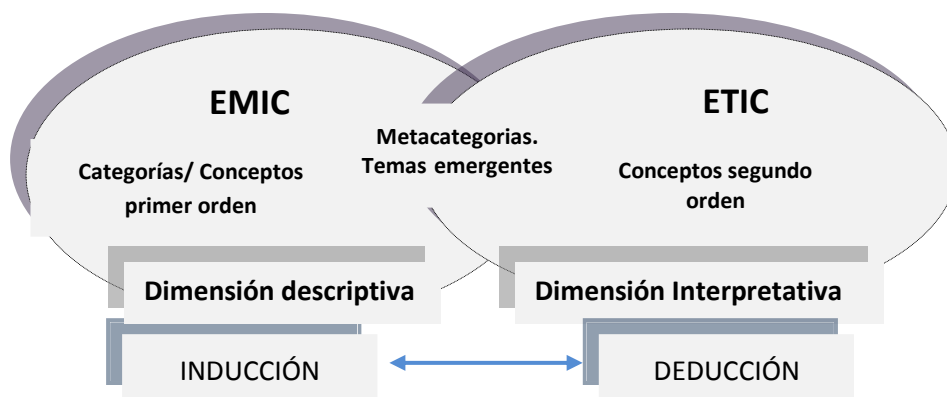 EMIC
Categorías/ Conceptos
primer orden
Metacategorias.
Temas emergentes
ETIC
Conceptos segundo
orden
Dimensión descriptiva
Dimensión Interpretativa
INDUCCIÓN
DEDUCCIÓN